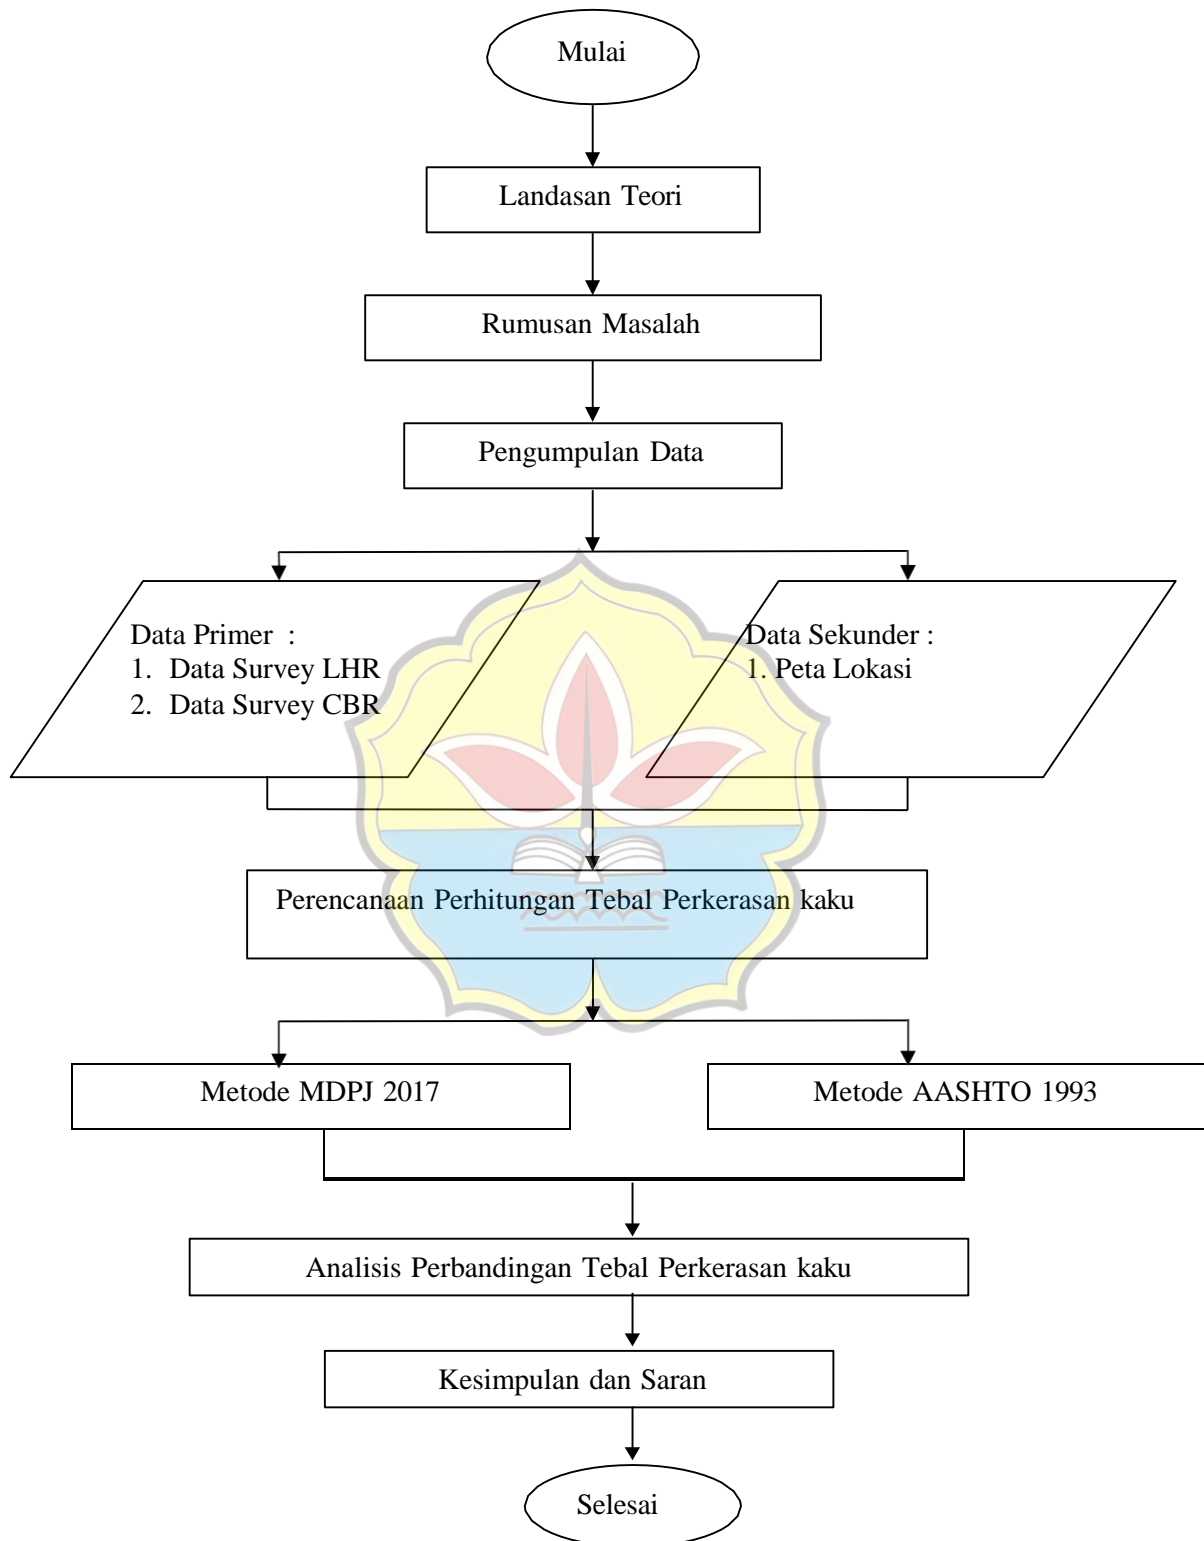 Mulai
Landasan Teori
Rumusan Masalah
Pengumpulan Data
Data Primer :
1. Data Survey LHR
2. Data Survey CBR
Data Sekunder :
1. Peta Lokasi
Perencanaan Perhitungan Tebal Perkerasan kaku
Metode MDPJ 2017
Metode AASHTO 1993
Analisis Perbandingan Tebal Perkerasan kaku
Kesimpulan dan Saran
Selesai